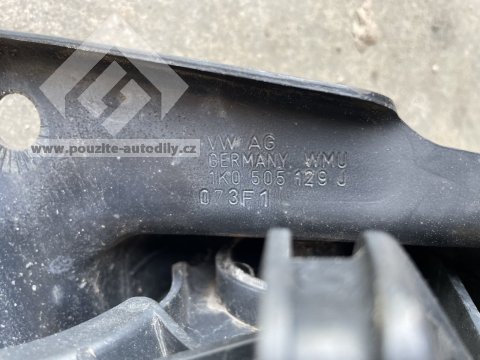 VW AG
www.pouzite-autodily.cz
GERMANY. WMU
1K0 505 129 J
073F1